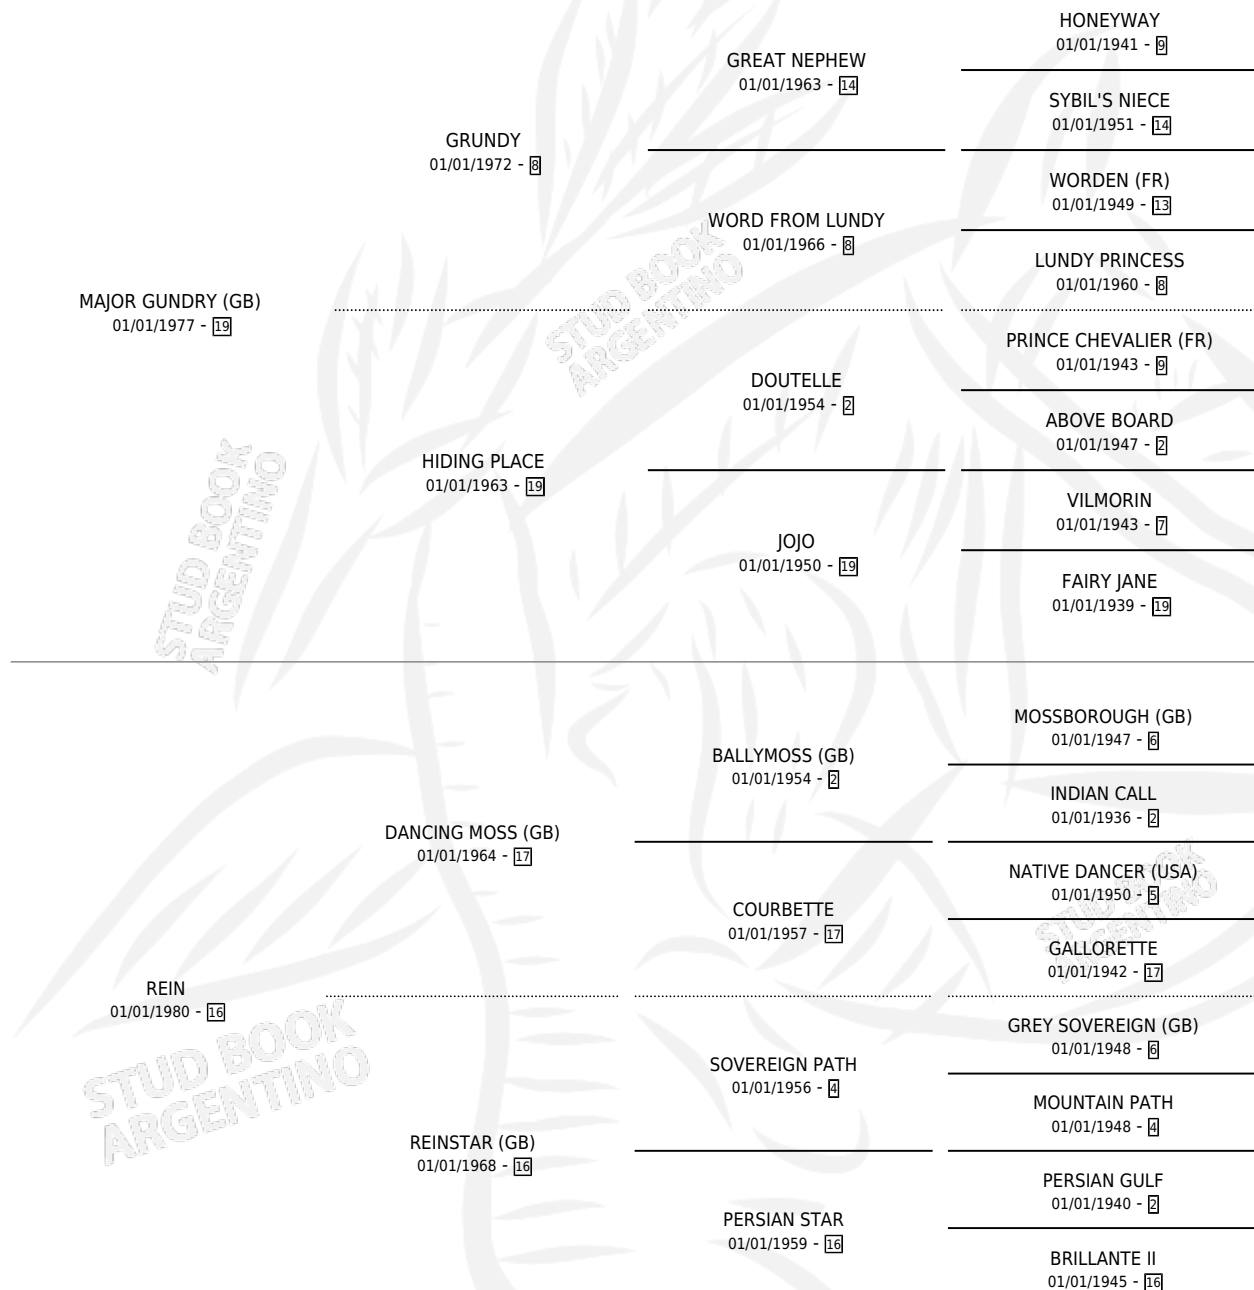 HONEYWAY
01/01/1941 - 9
GREAT NEPHEW
01/01/1963 - 14
SYBIL'S NIECE
01/01/1951 - 14
GRUNDY
01/01/1972 - 8
WORDEN (FR)
01/01/1949 - 13
WORD FROM LUNDY
01/01/1966 - 8
LUNDY PRINCESS
01/01/1960 - 8
MAJOR GUNDRY (GB)
01/01/1977 - 19
PRINCE CHEVALIER (FR)
01/01/1943 - 9
DOUTELLE
01/01/1954 - 2
ABOVE BOARD
01/01/1947 - 2
HIDING PLACE
01/01/1963 - 19
VILMORIN
01/01/1943 - 7
JOJO
01/01/1950 - 19
FAIRY JANE
01/01/1939 - 19
MOSSBOROUGH (GB)
01/01/1947 - 6
BALLYMOSS (GB)
01/01/1954 - 2
INDIAN CALL
01/01/1936 - 2
DANCING MOSS (GB)
01/01/1964 - 17
NATIVE DANCER (USA)
01/01/1950 - 5
COURBETTE
01/01/1957 - 17
GALLORETTE
01/01/1942 - 17
REIN
01/01/1980 - 16
GREY SOVEREIGN (GB)
01/01/1948 - 6
SOVEREIGN PATH
01/01/1956 - 4
MOUNTAIN PATH
01/01/1948 - 4
REINSTAR (GB)
01/01/1968 - 16
PERSIAN GULF
01/01/1940 - 2
PERSIAN STAR
01/01/1959 - 16
BRILLANTE II
01/01/1945 - 16
STUD BOOK
ARGENTINO
STUD BOOK
ARGENTINO
STUD BOOK
ARGENTINO
STUD BOOK
ARGENTINO